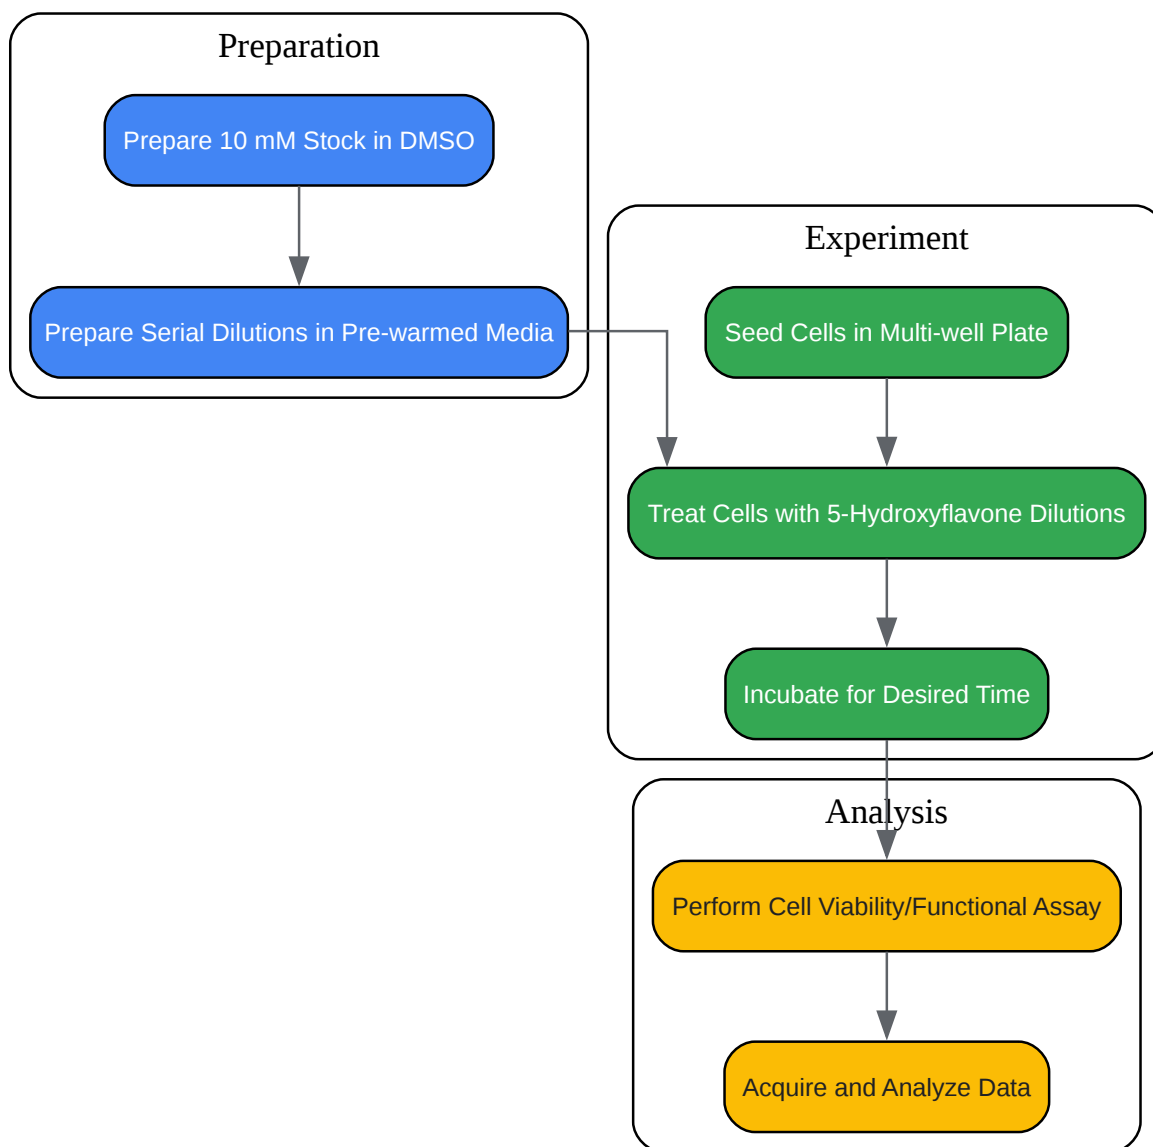 Preparation
Prepare 10 mM Stock in DMSO
Prepare Serial Dilutions in Pre-warmed Media
Experiment
Seed Cells in Multi-well Plate
Treat Cells with 5-Hydroxyflavone Dilutions
Incubate for Desired Time
Analysis
Perform Cell Viability/Functional Assay
Acquire and Analyze Data